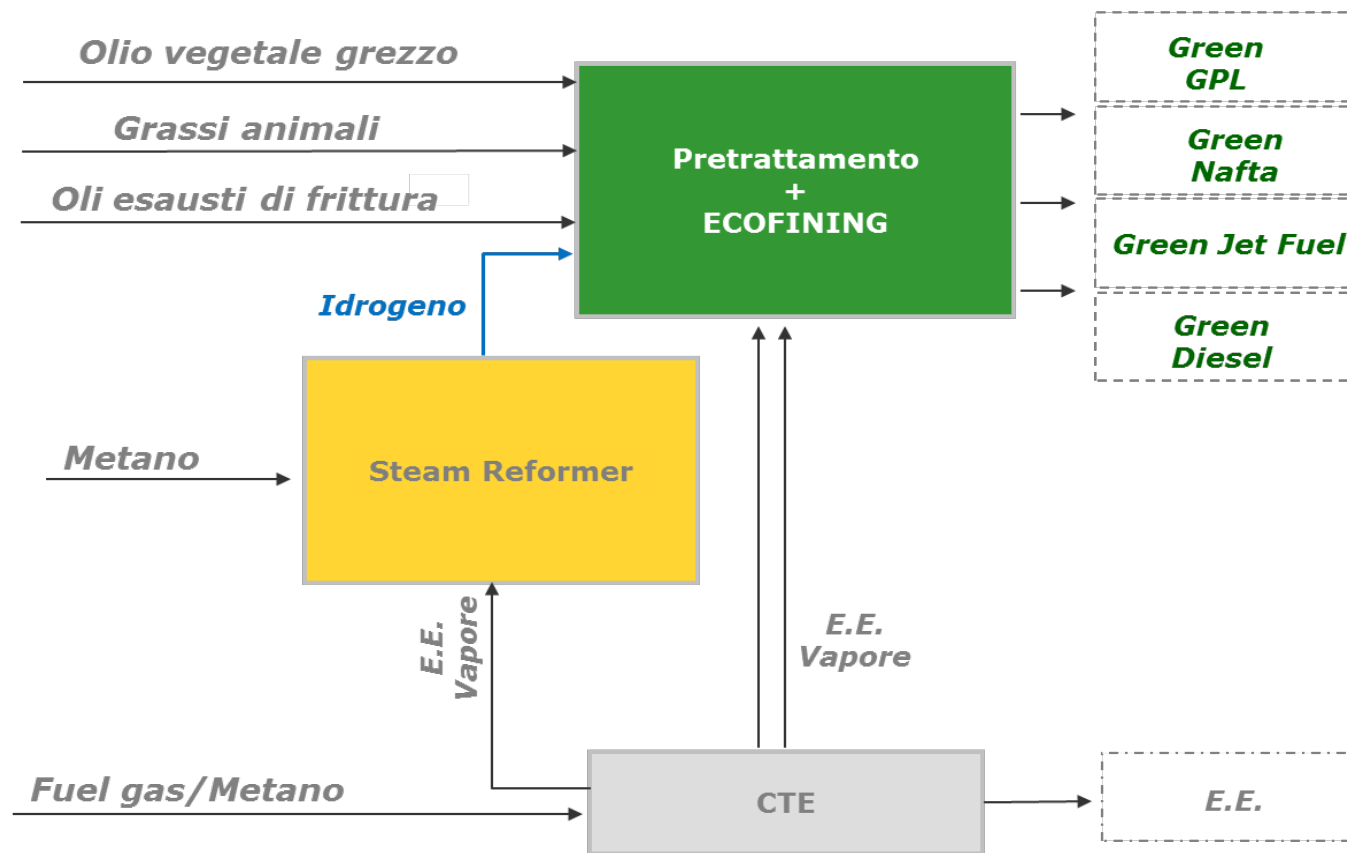 Olio vegetale grezzo
Grassi animali
Oli esausti di frittura
Pretrattamento
+
ECOFINING
Green
GPL
Green
Nafta
Green Jet Fuel
Green
Diesel
Idrogeno
Metano
Steam Reformer
E.E.
Vapore
E.E.
Vapore
Fuel gas/Metano
CTE
E.E.